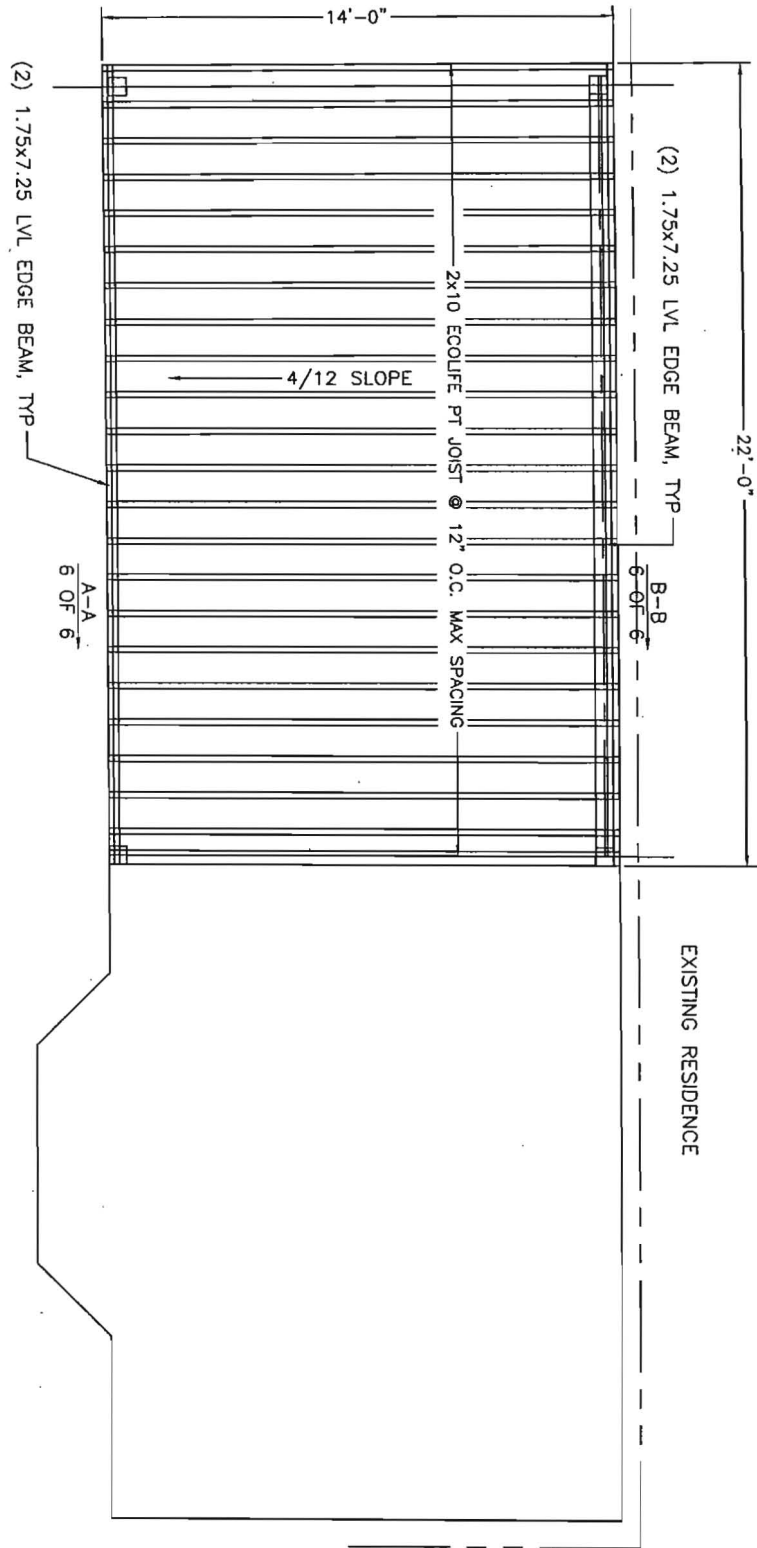 14'-0"
22'-0"
(2) 1.75x7.25 LVL EDGE BEAM, TYP
(2) 1.75x7.25 LVL EDGE BEAM, TYP
2x10 ECOLIFE PT JOIST @ 12" O.C. MAX SPACING
4/12 SLOPE
B-B
6 OF 6
A-A
6 OF 6
EXISTING RESIDENCE